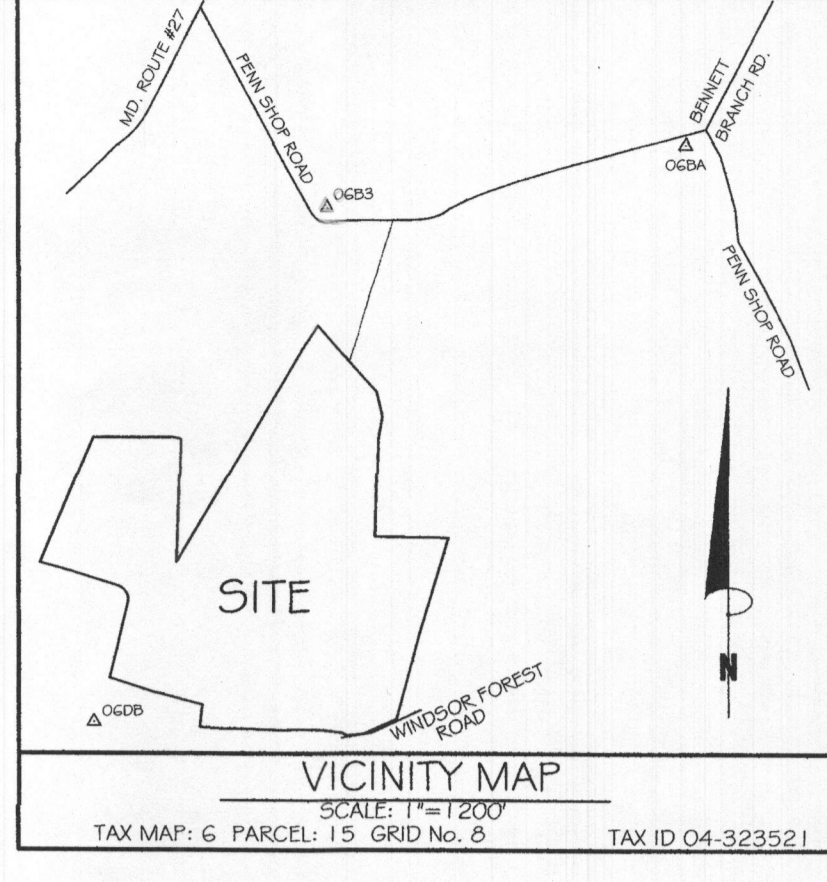 MD. ROUTE #27
PENN SHOP ROAD
BENNETT
BRANCH RD.
06BA
06B3
PENN SHOP ROAD
SITE
N
06DB
WINDSOR FOREST
ROAD
VICINITY MAP
SCALE: 1"=1200'
TAX MAP: 6 PARCEL: 15 GRID No. 8 TAX ID 04-323521